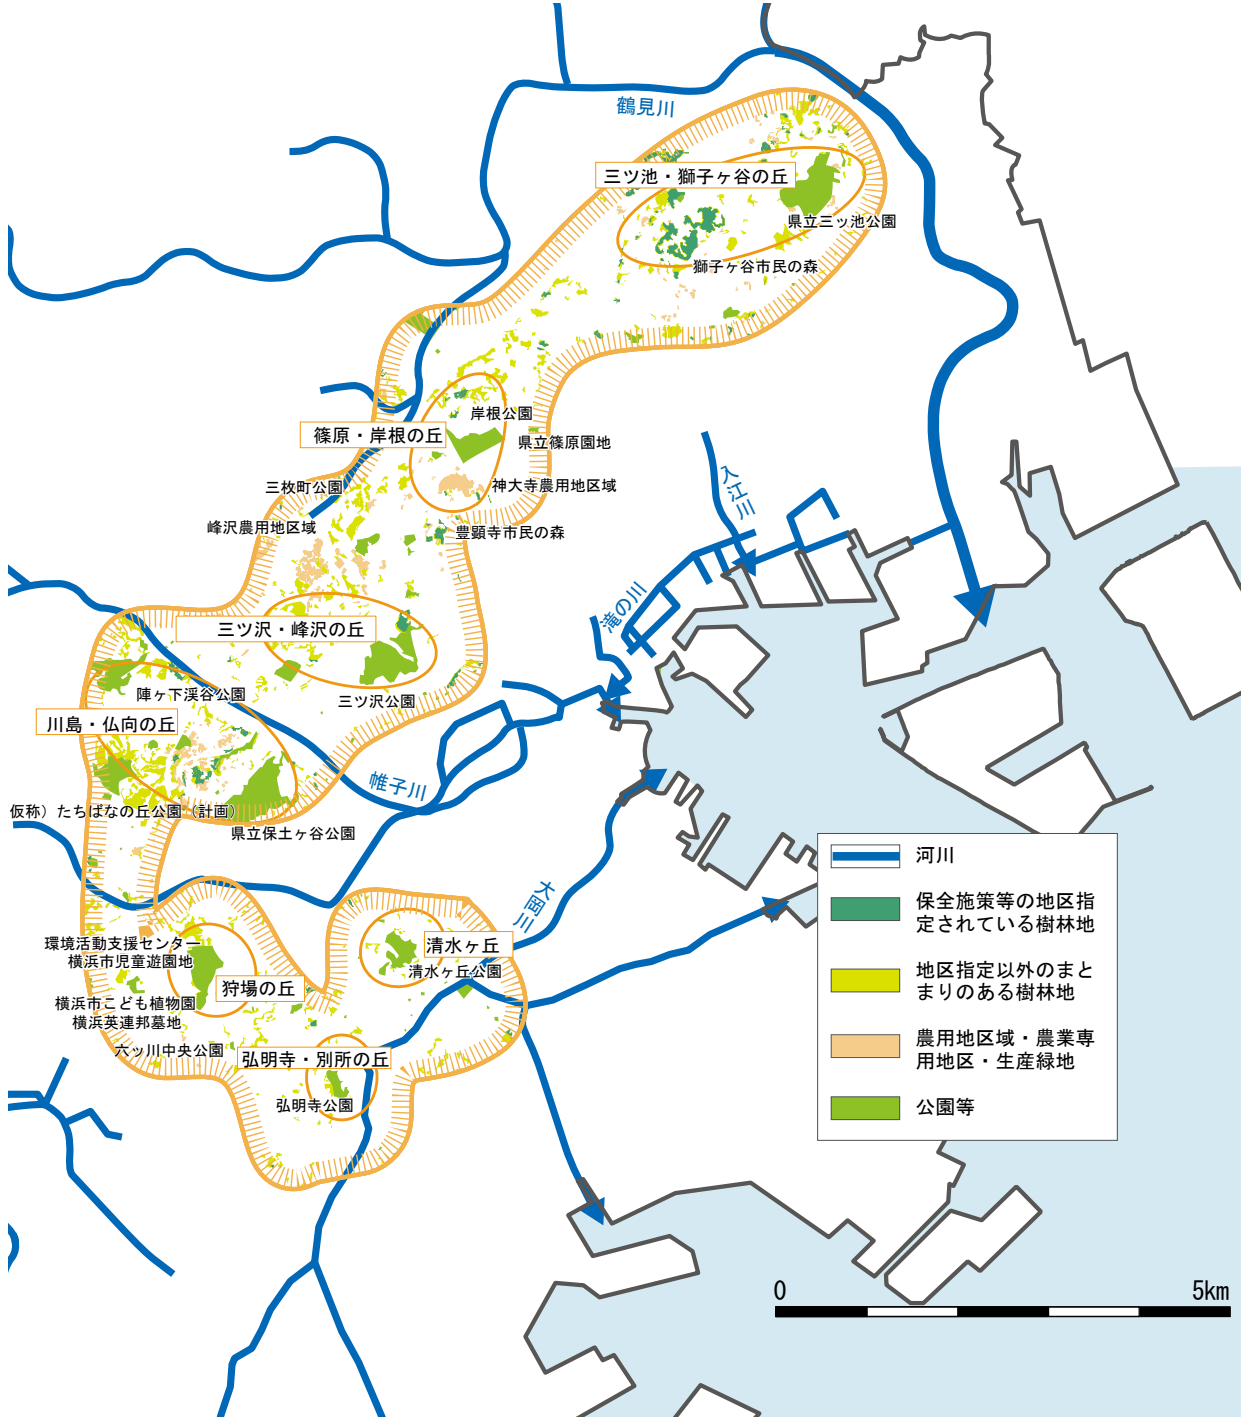 鶴見川
三ツ池・獅子ヶ谷の丘
県立三ッ池公園
獅子ヶ谷市民の森
岸根公園
篠原・岸根の丘
県立篠原園地
三枚町公園
神大寺農用地区域
峰沢農用地区域
豊顕寺市民の森
入江川
滝の川
三ツ沢・峰沢の丘
陣ヶ下渓谷公園
三ツ沢公園
川島・仏向の丘
帷子川
仮称）たちばなの丘公園（計画）
県立保土ヶ谷公園
大岡川
環境活動支援センター
横浜市児童遊園地
清水ヶ丘
清水ヶ丘公園
狩場の丘
横浜市こども植物園
横浜英連邦墓地
六ッ川中央公園
弘明寺・別所の丘
弘明寺公園
河川
保全施策等の地区指
定されている樹林地
地区指定以外のまと
まりのある樹林地
農用地区域・農業専
用地区・生産緑地
公園等
0
5km